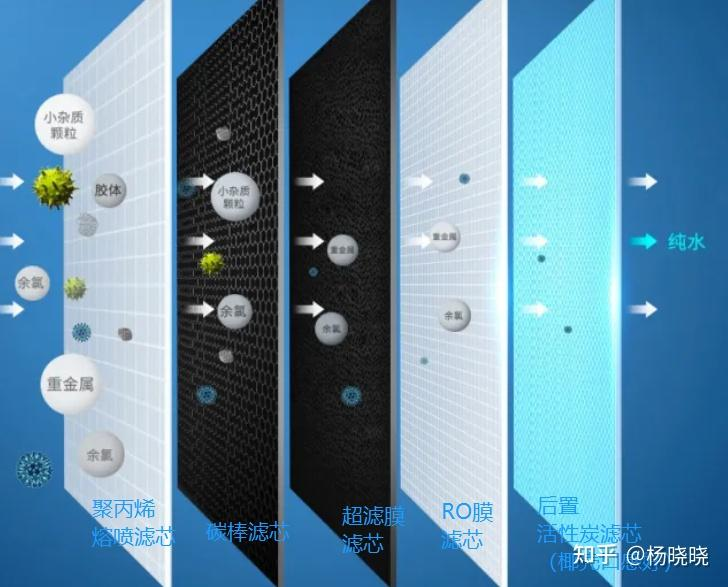 小杂质
颗粒
胶体
余氯
重金属
余氯
小杂质
颗粒
余氯
重金属
余氯
重金属
余氯
纯水
聚丙烯
熔喷滤芯
碳棒滤芯
超滤膜
滤芯
RO膜
滤芯
后置
活性炭滤芯
知乎 @杨晓晓